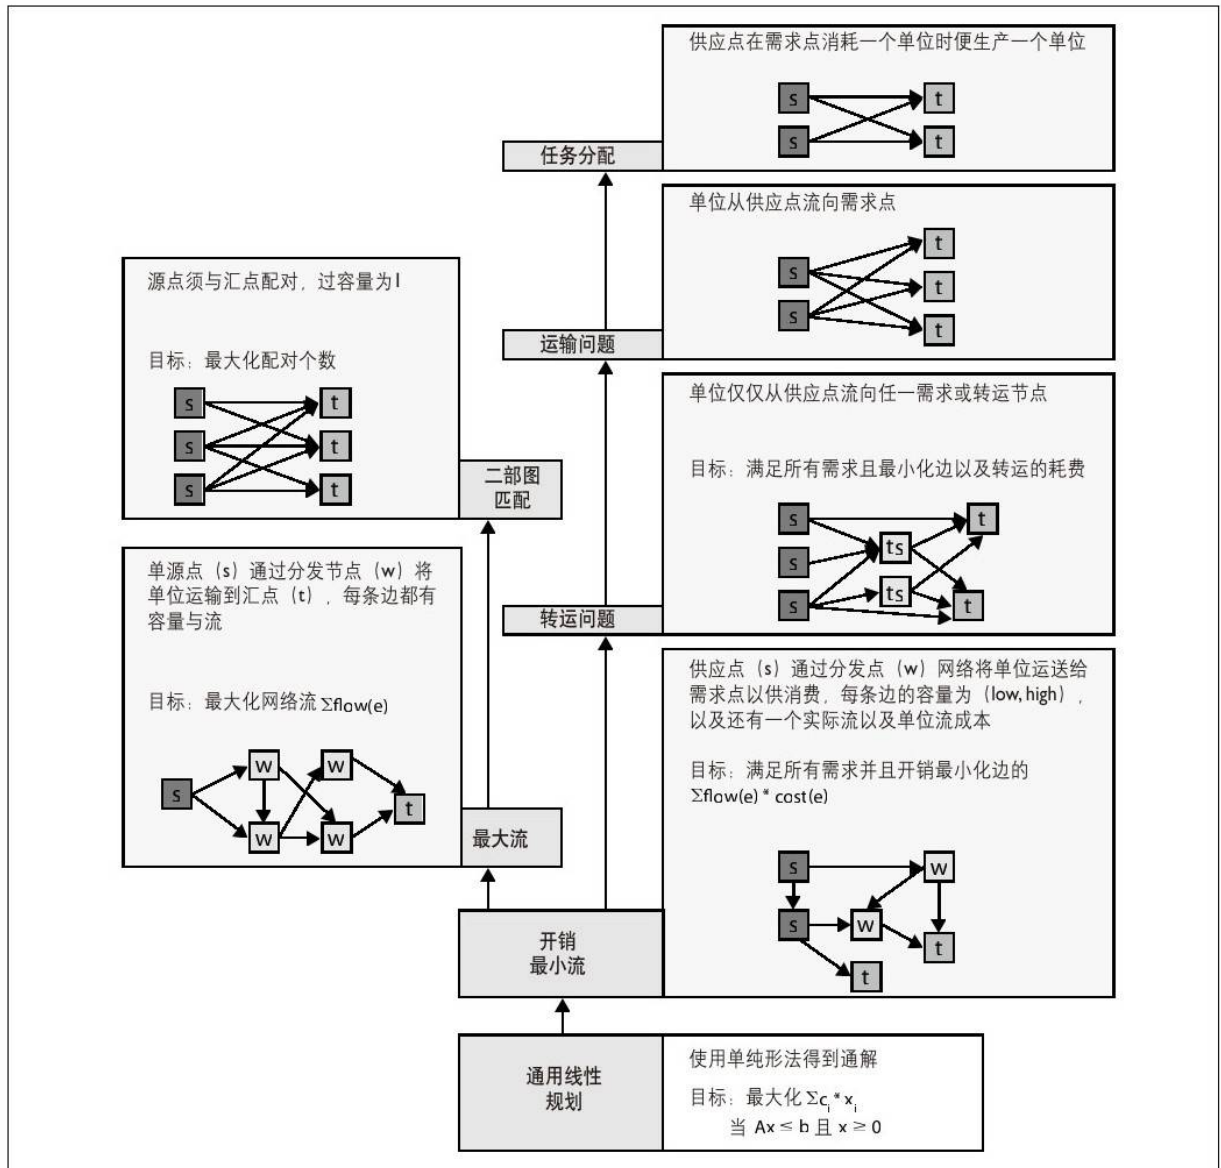 供应点在需求点消耗一个单位时便生产一个单位
s
t
s
t
任务分配
单位从供应点流向需求点
t
s
t
s
t
运输问题
源点须与汇点配对，过容量为1
目标：最大化配对个数
s
t
s
t
s
t
二部图
匹配
单位仅仅从供应点流向任一需求或转运节点
目标：满足所有需求且最小化边以及转运的耗费
s
t
ts
s
ts
s
t
转运问题
单源点（s）通过分发节点（w）将
单位运输到汇点（t），每条边都有
容量与流
目标：最大化网络流 Σflow(e)
w
w
s
t
w
w
最大流
供应点（s）通过分发点（w）网络将单位运送给
需求点以供消费，每条边的容量为（low, high），
以及还有一个实际流以及单位流成本
目标：满足所有需求并且开销最小化边的
Σflow(e) * cost(e)
s
w
s
w
t
t
开销
最小流
通用线性
规划
使用单纯形法得到通解
目标：最大化 Σc_i * x_i
当 Ax ≤ b 且 x ≥ 0